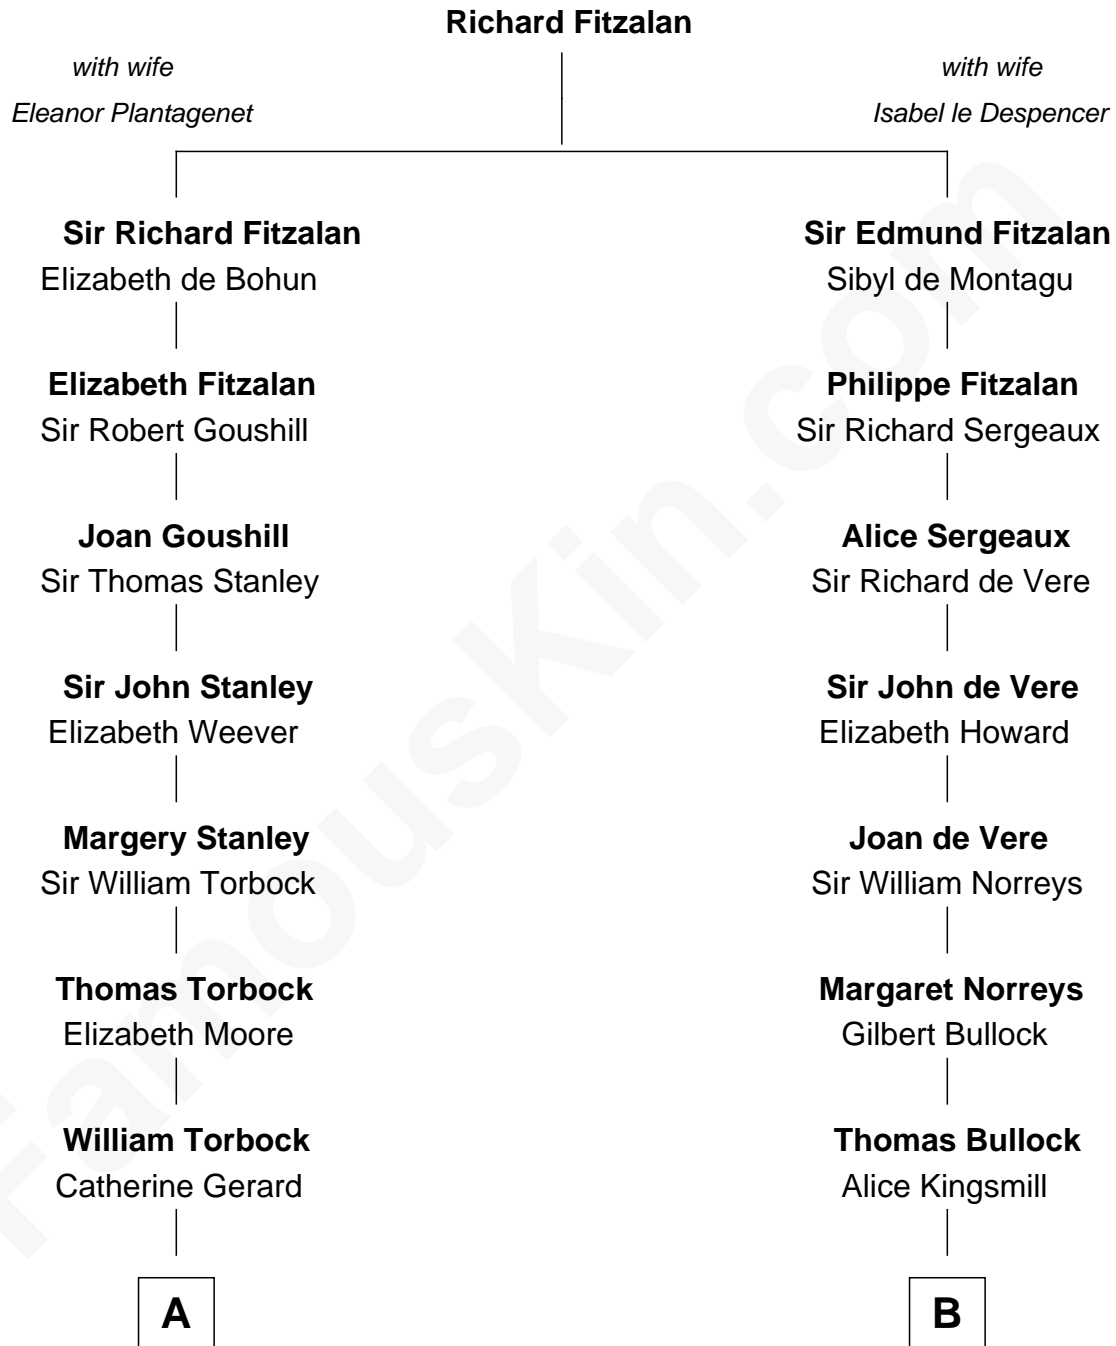 Richard Fitzalan
with wife
Eleanor Plantagenet
with wife
Isabel le Despencer
Sir Richard Fitzalan
Elizabeth de Bohun
Sir Edmund Fitzalan
Sibyl de Montagu
Elizabeth Fitzalan
Sir Robert Goushill
Philippe Fitzalan
Sir Richard Sergeaux
Joan Goushill
Sir Thomas Stanley
Alice Sergeaux
Sir Richard de Vere
Sir John Stanley
Elizabeth Weever
Sir John de Vere
Elizabeth Howard
Margery Stanley
Sir William Torbock
Joan de Vere
Sir William Norreys
Thomas Torbock
Elizabeth Moore
Margaret Norreys
Gilbert Bullock
William Torbock
Catherine Gerard
Thomas Bullock
Alice Kingsmill
A
B
FamousKin.com